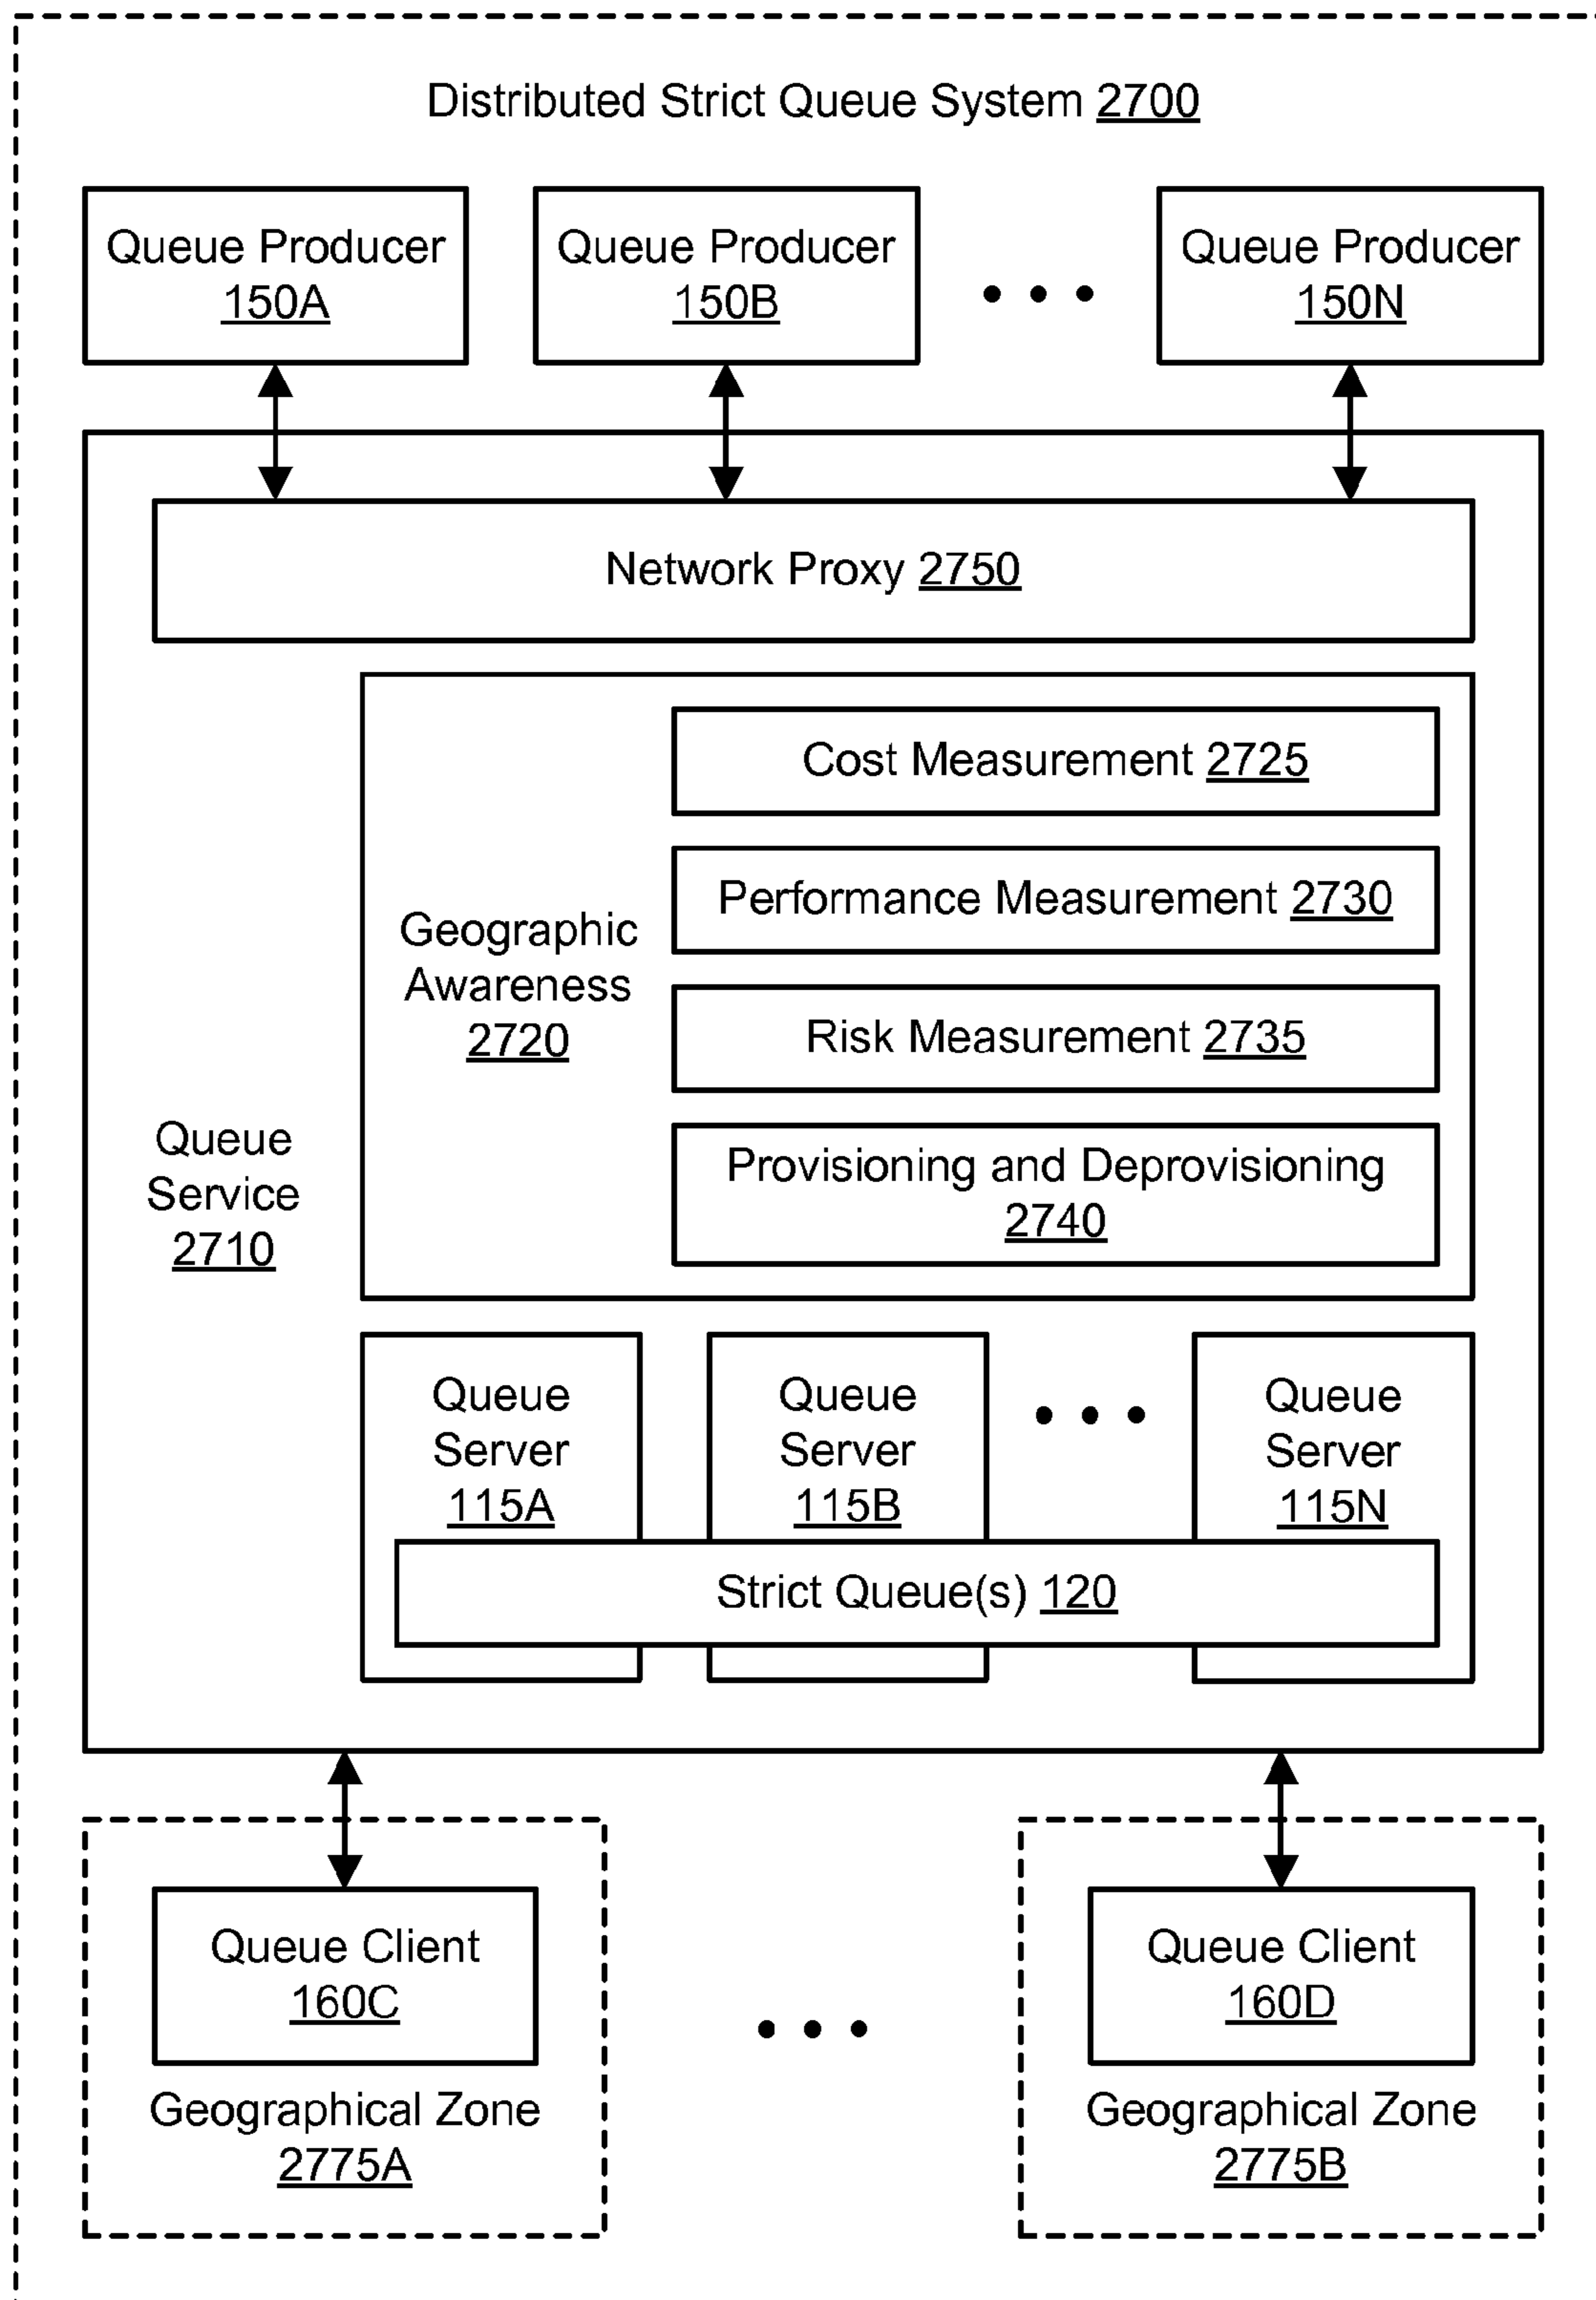 Distributed Strict Queue System 2700
Queue Producer
150A
Queue Producer
150B
Queue Producer
150N
Network Proxy 2750
Queue
Service
2710
Geographic
Awareness
2720
Cost Measurement 2725
Performance Measurement 2730
Risk Measurement 2735
Provisioning and Deprovisioning
2740
Queue
Server
115A
Queue
Server
115B
Queue
Server
115N
Strict Queue(s) 120
Queue Client
160C
Geographical Zone
2775A
Queue Client
160D
Geographical Zone
2775B